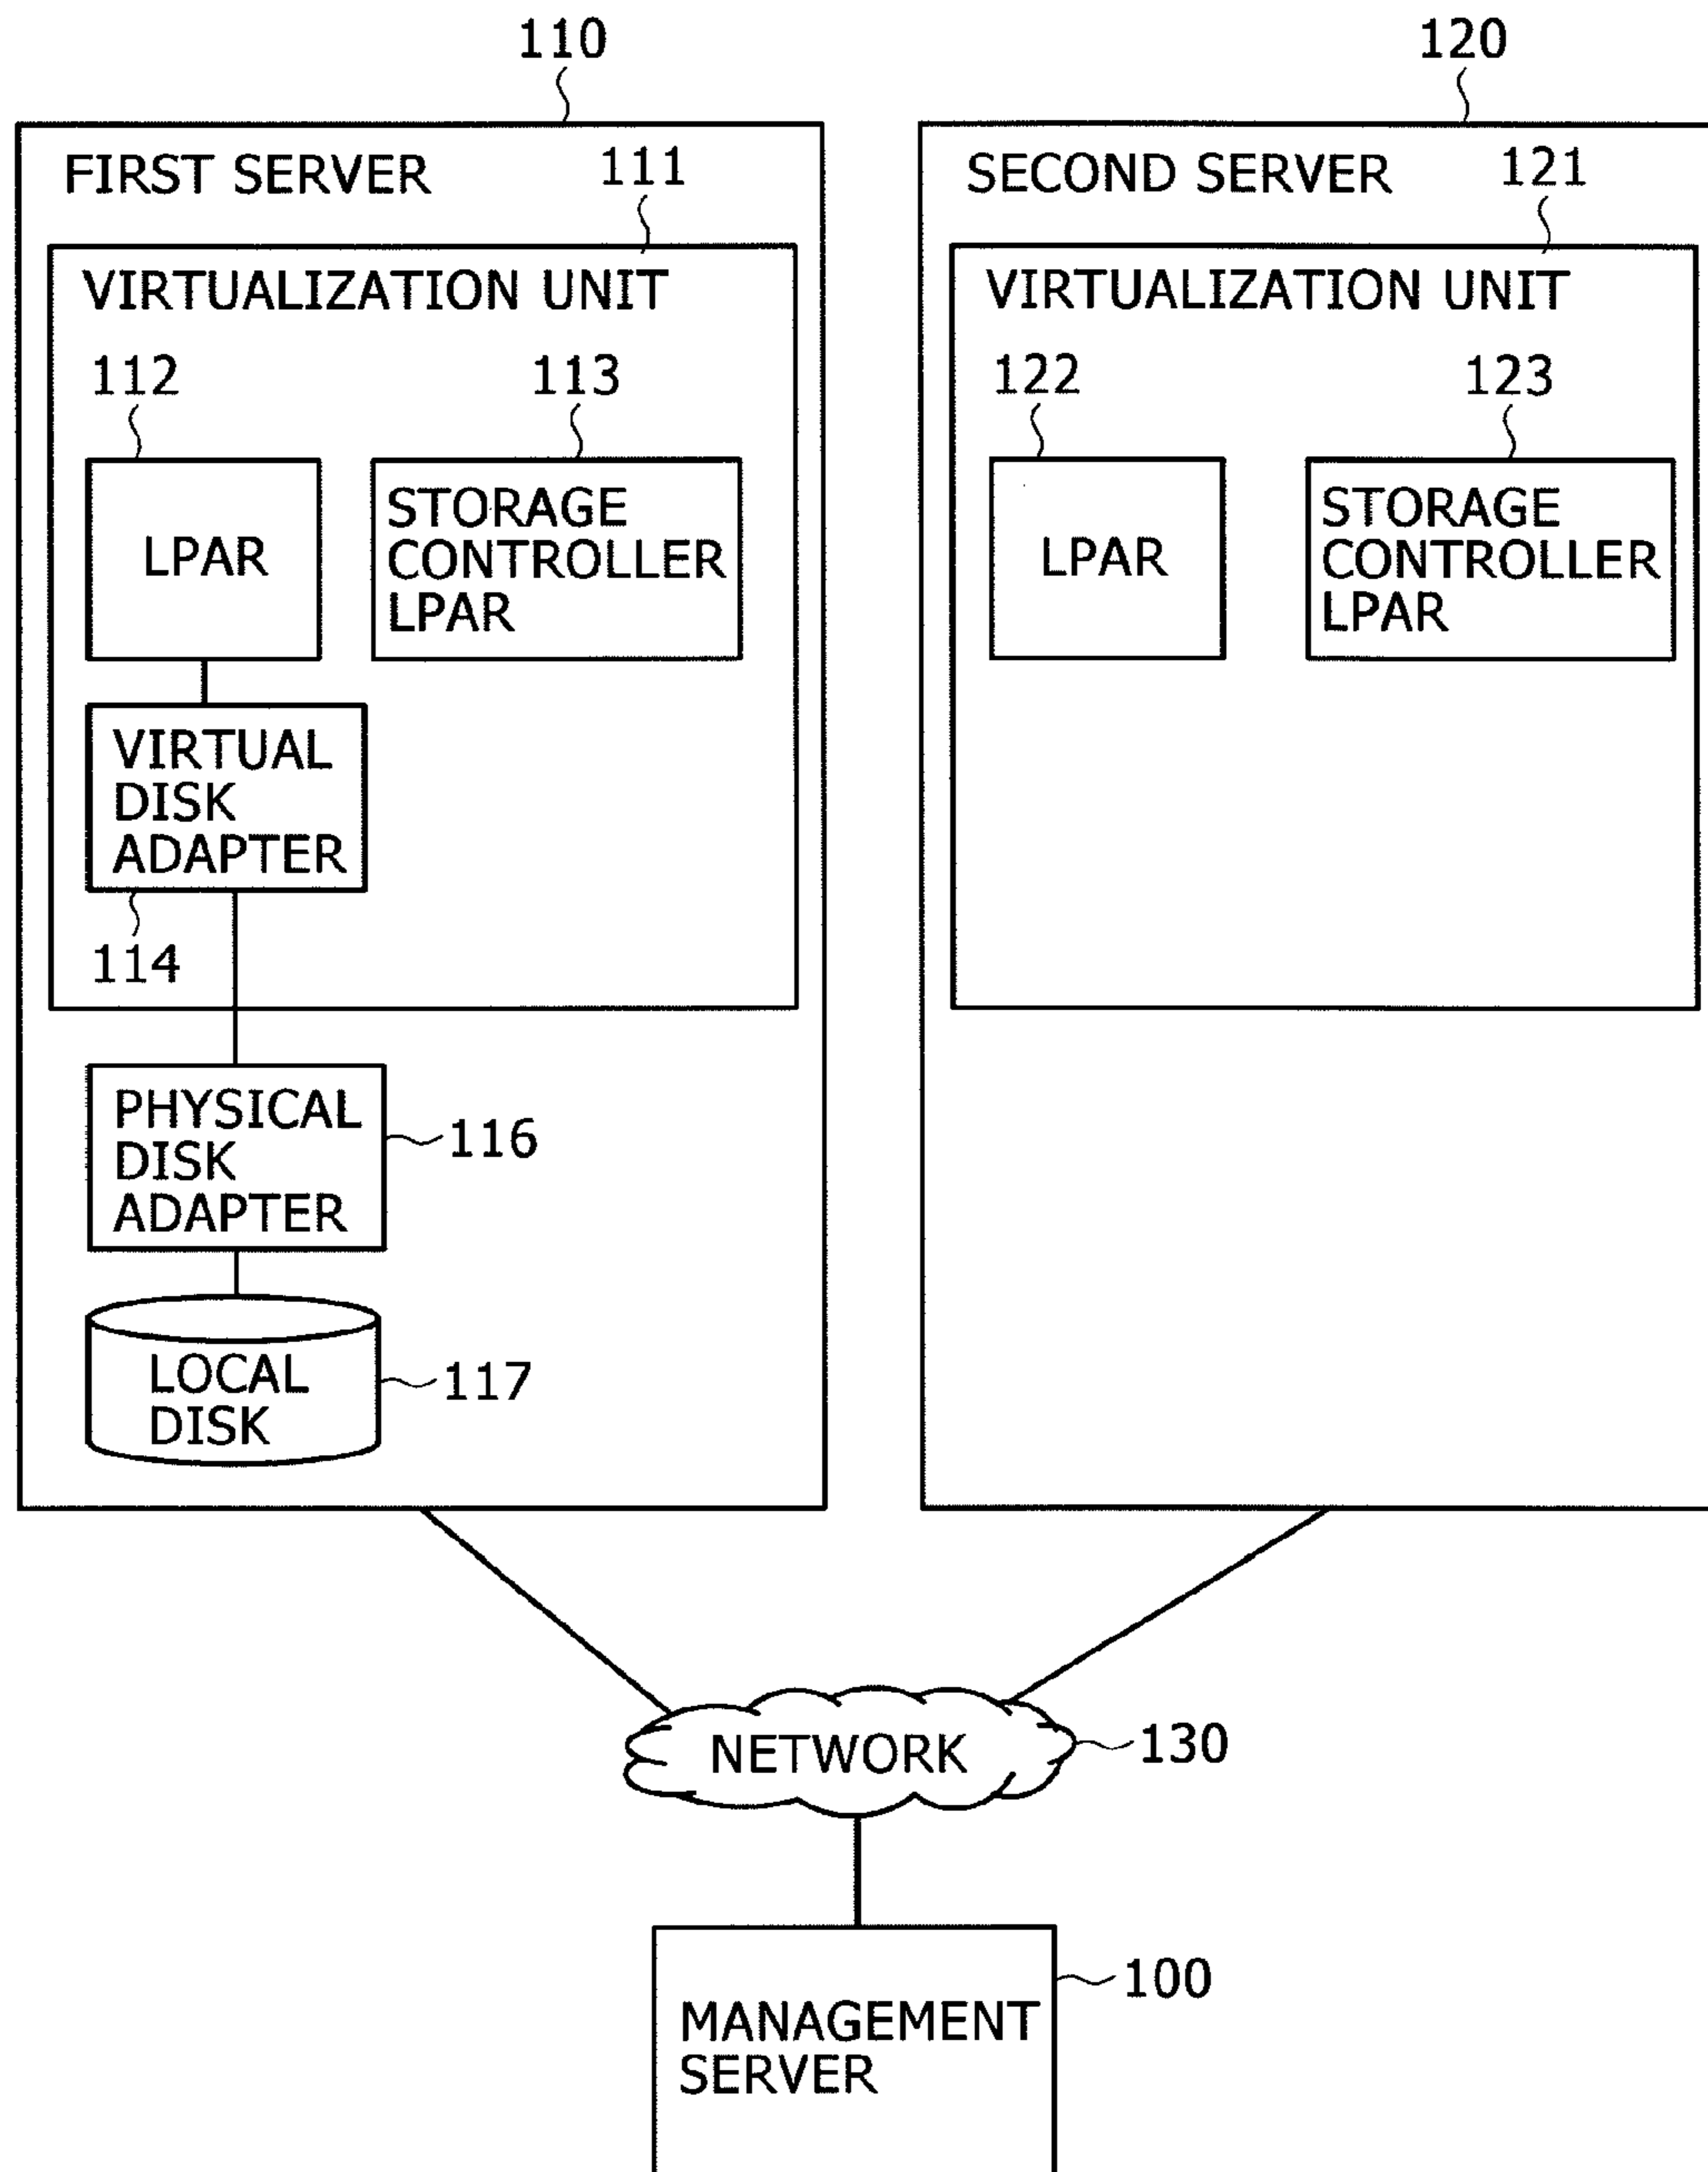 110
120
FIRST SERVER
111
SECOND SERVER
121
VIRTUALIZATION UNIT
VIRTUALIZATION UNIT
112
113
122
123
LPAR
STORAGE
CONTROLLER
LPAR
LPAR
STORAGE
CONTROLLER
LPAR
VIRTUAL
DISK
ADAPTER
114
PHYSICAL
DISK
ADAPTER
116
LOCAL
DISK
117
NETWORK
130
100
MANAGEMENT
SERVER